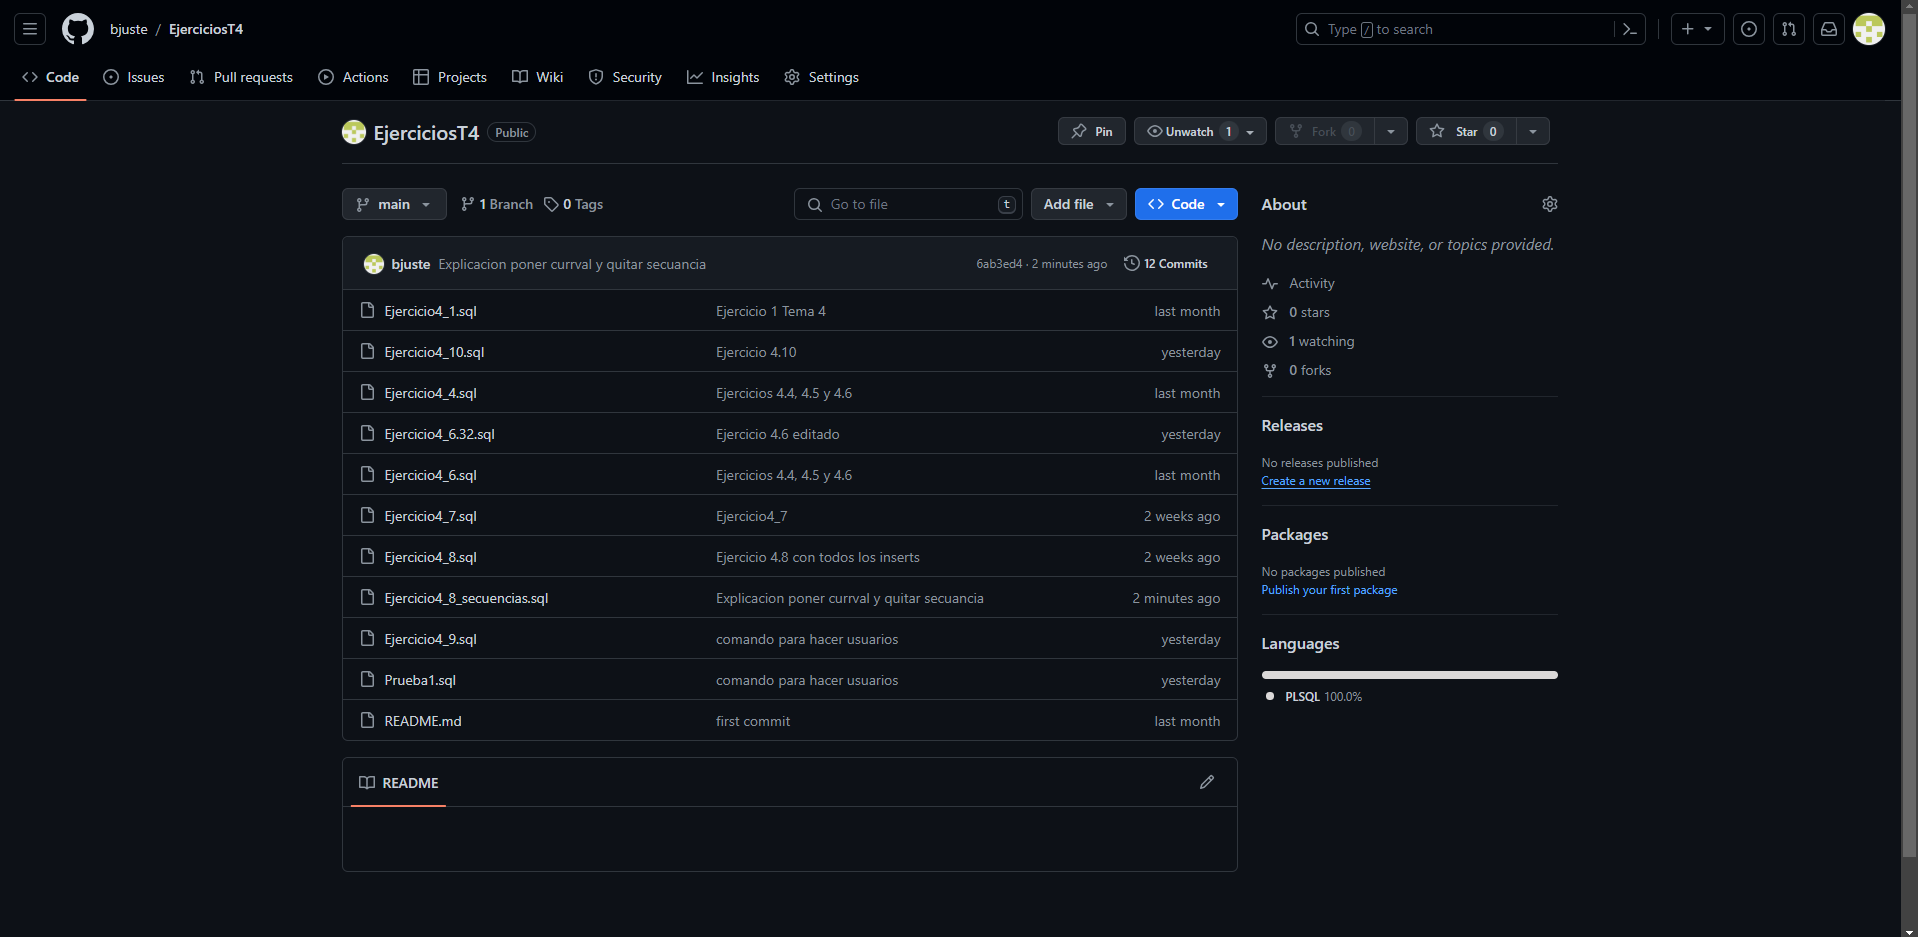 bjuste / EjerciciosT4
Type / to search
Code Issues Pull requests Actions Projects Wiki Security Insights Settings
EjerciciosT4 Public
Pin Unwatch 1 Fork 0 Star 0
main 1 Branch 0 Tags Go to file t Add file Code
About
No description, website, or topics provided.
Activity
0 stars
1 watching
0 forks
Releases
No releases published
Create a new release
Packages
No packages published
Publish your first package
Languages
PLSQL 100.0%
bjuste Explicacion poner currval y quitar secuancia 6ab3ed4 · 2 minutes ago 12 Commits
Ejercicio4_1.sql Ejercicio 1 Tema 4 last month
Ejercicio4_10.sql Ejercicio 4.10 yesterday
Ejercicio4_4.sql Ejercicios 4.4, 4.5 y 4.6 last month
Ejercicio4_6.32.sql Ejercicio 4.6 editado yesterday
Ejercicio4_6.sql Ejercicios 4.4, 4.5 y 4.6 last month
Ejercicio4_7.sql Ejercicio4_7 2 weeks ago
Ejercicio4_8.sql Ejercicio 4.8 con todos los inserts 2 weeks ago
Ejercicio4_8_secuencias.sql Explicacion poner currval y quitar secuancia 2 minutes ago
Ejercicio4_9.sql comando para hacer usuarios yesterday
Prueba1.sql comando para hacer usuarios yesterday
README.md first commit last month
README